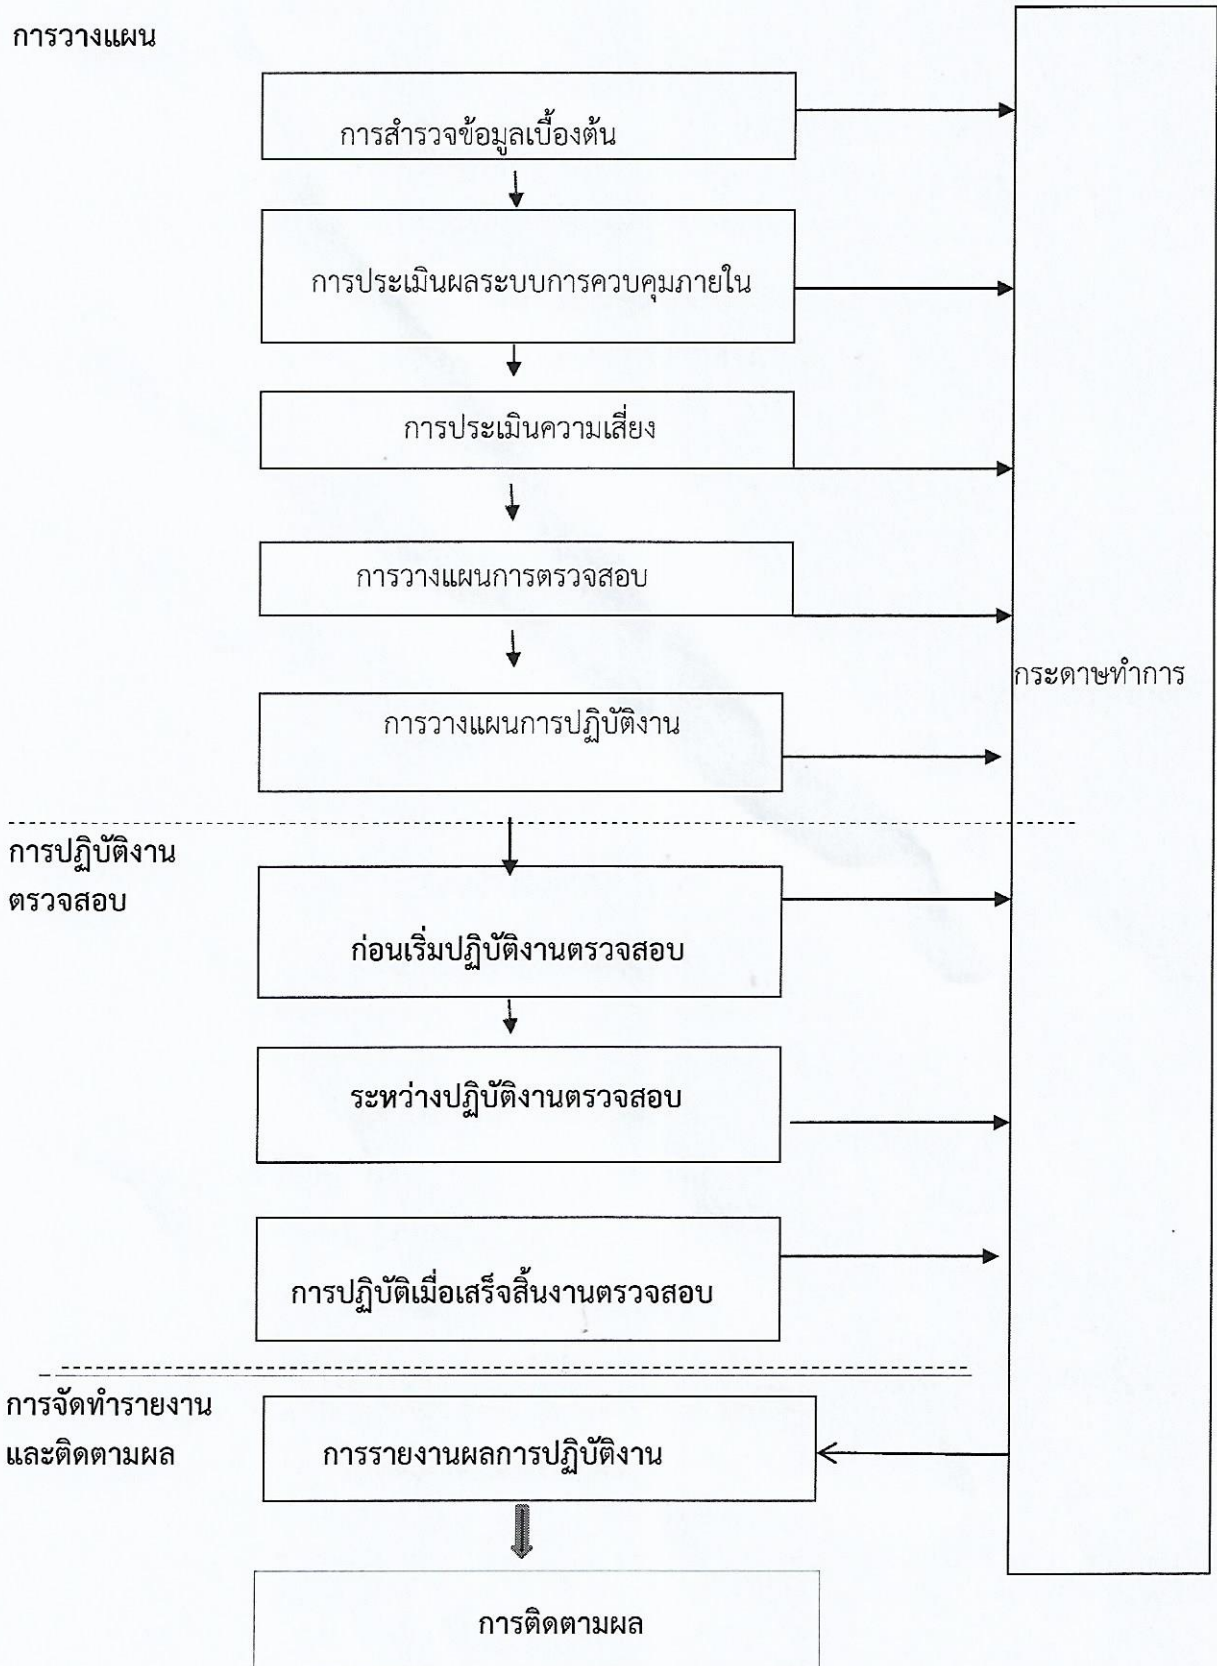 การวางแผน
การสำรวจข้อมูลเบื้องต้น
การประเมินผลระบบการควบคุมภายใน
การประเมินความเสี่ยง
การวางแผนการตรวจสอบ
กระดาษทำการ
การวางแผนการปฏิบัติงาน
การปฏิบัติงาน
ตรวจสอบ
ก่อนเริ่มปฏิบัติงานตรวจสอบ
ระหว่างปฏิบัติงานตรวจสอบ
การปฏิบัติเมื่อเสร็จสิ้นงานตรวจสอบ
การจัดทำรายงาน
และติดตามผล
การรายงานผลการปฏิบัติงาน
การติดตามผล